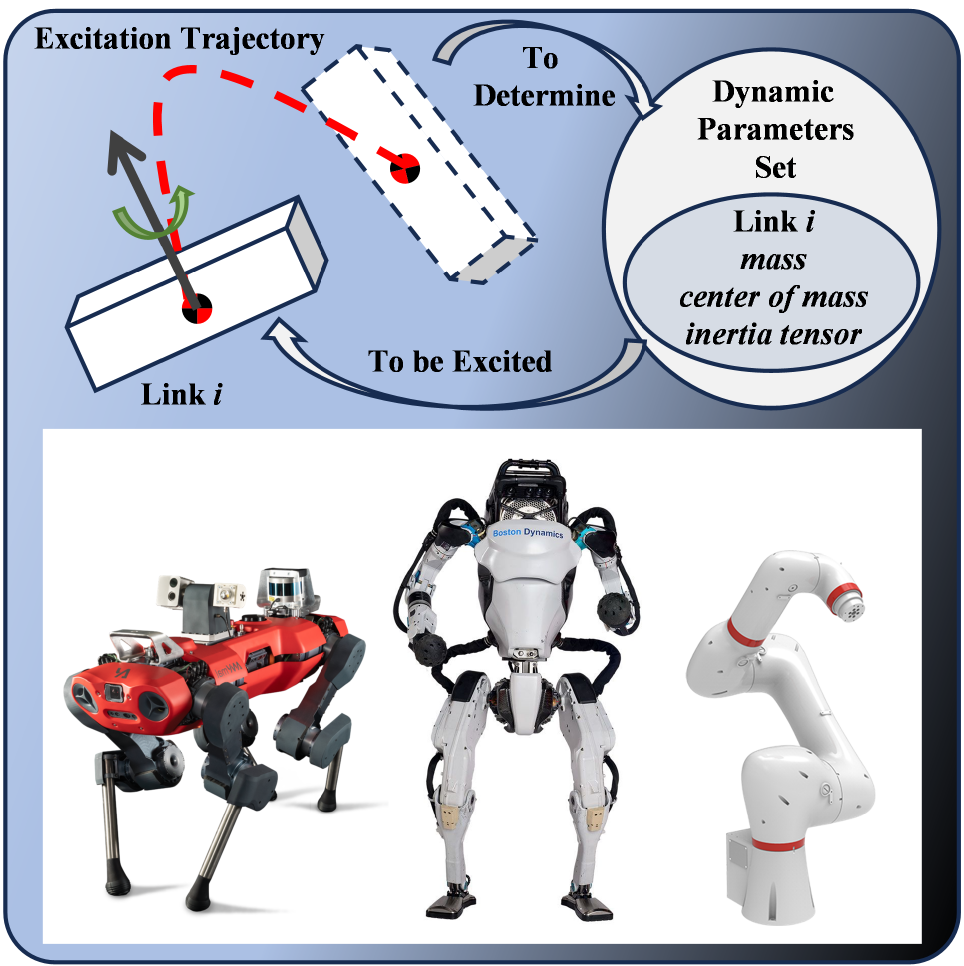 Excitation Trajectory
To
Determine
Dynamic
Parameters
Set
Link i
mass
center of mass
inertia tensor
To be Excited
Link i
Boston Dynamics